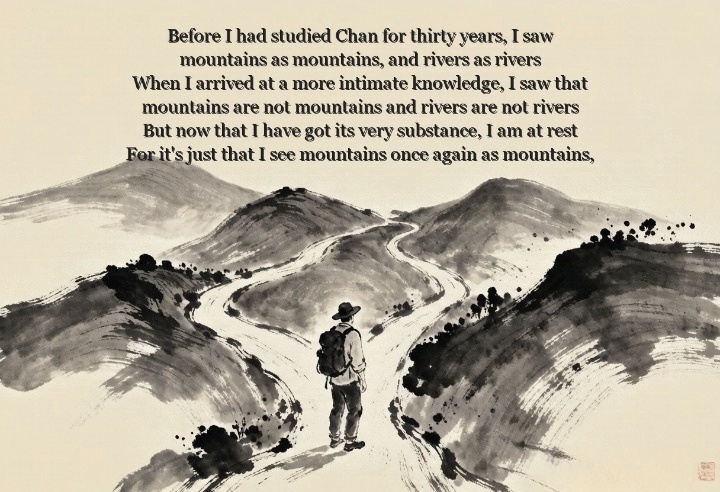 Before I had studied Chan for thirty years, I saw
mountains as mountains, and rivers as rivers
When I arrived at a more intimate knowledge, I saw that
mountains are not mountains and rivers are not rivers
But now that I have got its very substance, I am at rest
For it's just that I see mountains once again as mountains,